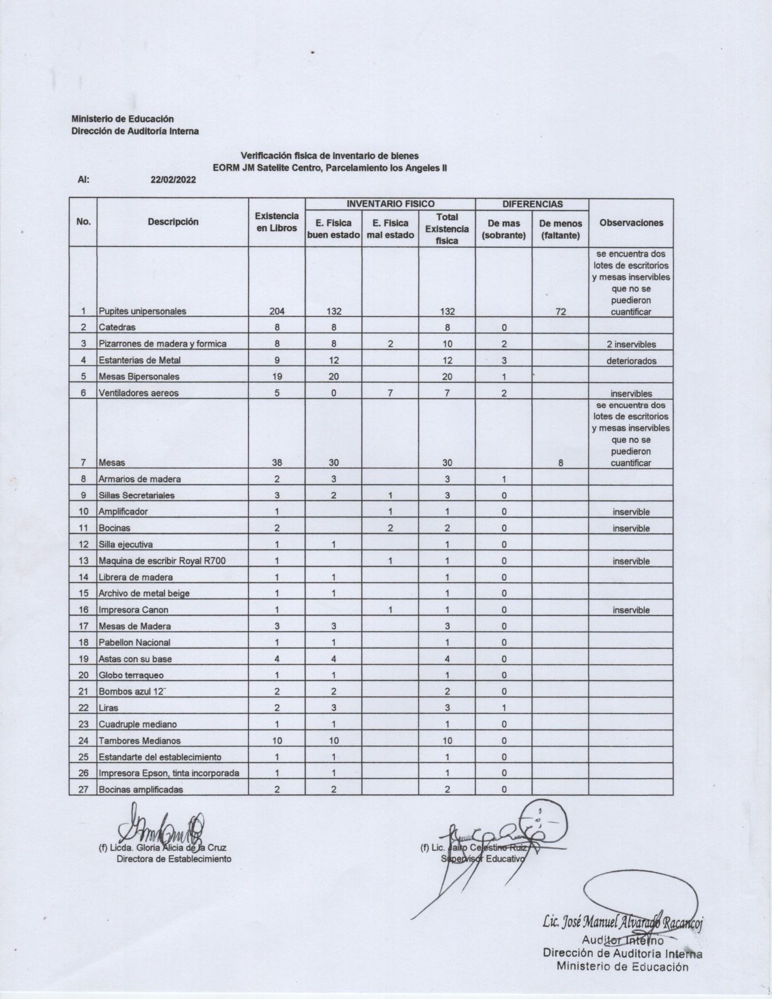 Ministerio de Educación
Dirección de Auditoría Interna
Verificación fisica de inventario de bienes
EORM JM Satelite Centro, Parcelamiento los Angeles II
Al: 22/02/2022
INVENTARIO FISICO DIFERENCIAS
No. Descripción Existencia en Libros E. Fisica buen estado E. Fisica mal estado Total Existencia fisica De mas (sobrante) De menos (faltante) Observaciones
se encuentra dos
lotes de escritorios
y mesas inservibles
que no se
puedieron
1 Pupites unipersonales 204 132 132 72 cuantificar
2 Catedras 8 8 8 0
3 Pizarrones de madera y formica 8 8 2 10 2 2 inservibles
4 Estanterias de Metal 9 12 12 3 deteriorados
5 Mesas Bipersonales 19 20 20 1
6 Ventiladores aereos 5 0 7 7 2 inservibles
se encuentra dos
lotes de escritorios
y mesas inservibles
que no se
puedieron
7 Mesas 38 30 30 8 cuantificar
8 Armarios de madera 2 3 3 1
9 Sillas Secretariales 3 2 1 3 0
10 Amplificador 1 1 1 0 inservible
11 Bocinas 2 2 2 0 inservible
12 Silla ejecutiva 1 1 1 0
13 Maquina de escribir Royal R700 1 1 1 0 inservible
14 Librera de madera 1 1 1 0
15 Archivo de metal beige 1 1 1 0
16 Impresora Canon 1 1 1 0 inservible
17 Mesas de Madera 3 3 3 0
18 Pabellon Nacional 1 1 1 0
19 Astas con su base 4 4 4 0
20 Globo terraqueo 1 1 1 0
21 Bombos azul 12¨ 2 2 2 0
22 Liras 2 3 3 1
23 Cuadruple mediano 1 1 1 0
24 Tambores Medianos 10 10 10 0
25 Estandarte del establecimiento 1 1 1 0
26 Impresora Epson, tinta incorporada 1 1 1 0
27 Bocinas amplificadas 2 2 2 0
(f) Licda. Gloria Alicia de la Cruz
Directora de Establecimiento
(f) Lic. Jairo Celestino Ruiz
Supervisor Educativo
Lic. José Manuel Alvarado Racancoj
Auditor Interno
Dirección de Auditoría Interna
Ministerio de Educación